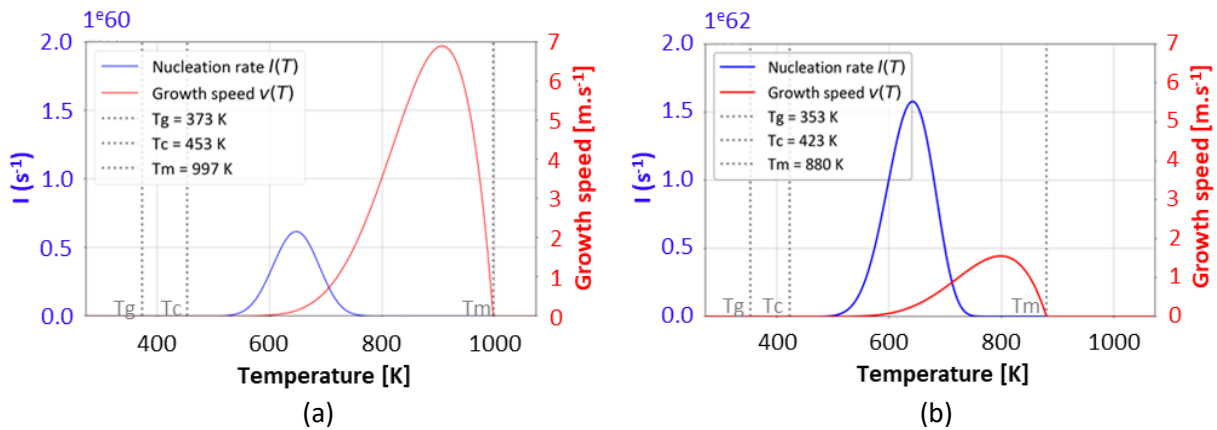 1e60
2.0
1.5
1.0
0.5
0.0
I (s-1)
Nucleation rate I(T)
Growth speed v(T)
Tg = 373 K
Tc = 453 K
Tm = 997 K
Tg
Tc
Tm
7
6
5
4
3
2
1
0
Growth speed [m.s-1]
400
600
800
1000
Temperature [K]
(a)
1e62
2.0
1.5
1.0
0.5
0.0
I (s-1)
Nucleation rate I(T)
Growth speed v(T)
Tg = 353 K
Tc = 423 K
Tm = 880 K
Tg
Tc
Tm
7
6
5
4
3
2
1
0
Growth speed [m.s-1]
400
600
800
1000
Temperature [K]
(b)